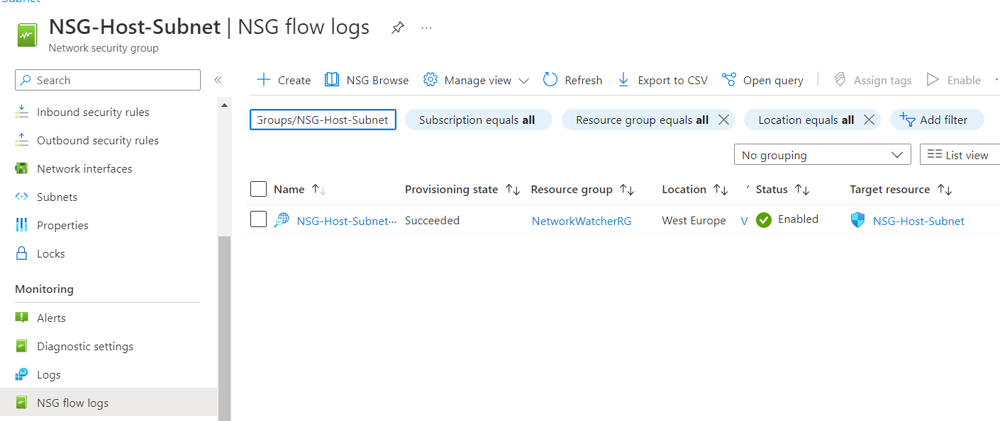 Subnet
NSG-Host-Subnet | NSG flow logs
Network security group
Search
Inbound security rules
Outbound security rules
Network interfaces
Subnets
Properties
Locks
Monitoring
Alerts
Diagnostic settings
Logs
NSG flow logs
Create NSG Browse Manage view Refresh Export to CSV Open query Assign tags Enable
Groups/NSG-Host-Subnet Subscription equals all Resource group equals all Location equals all Add filter
No grouping List view
Name Provisioning state Resource group Location Status Target resource
NSG-Host-Subnet... Succeeded NetworkWatcherRG West Europe Enabled NSG-Host-Subnet